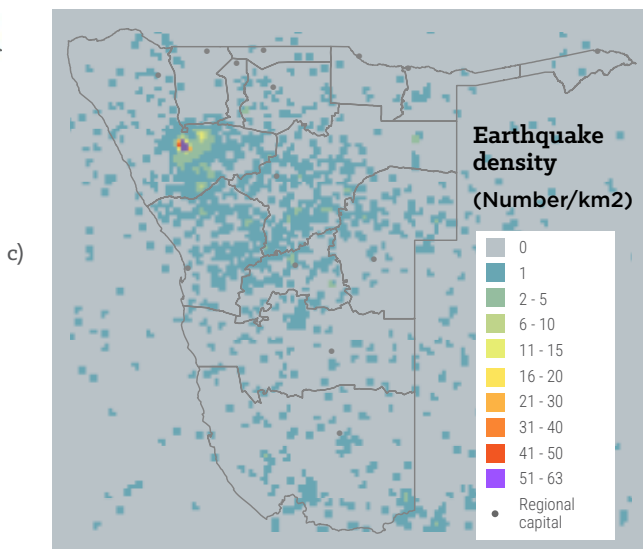 c)
Earthquake
density
(Number/km2)
0
1
2 - 5
6 - 10
11 - 15
16 - 20
21 - 30
31 - 40
41 - 50
51 - 63
Regional
capital